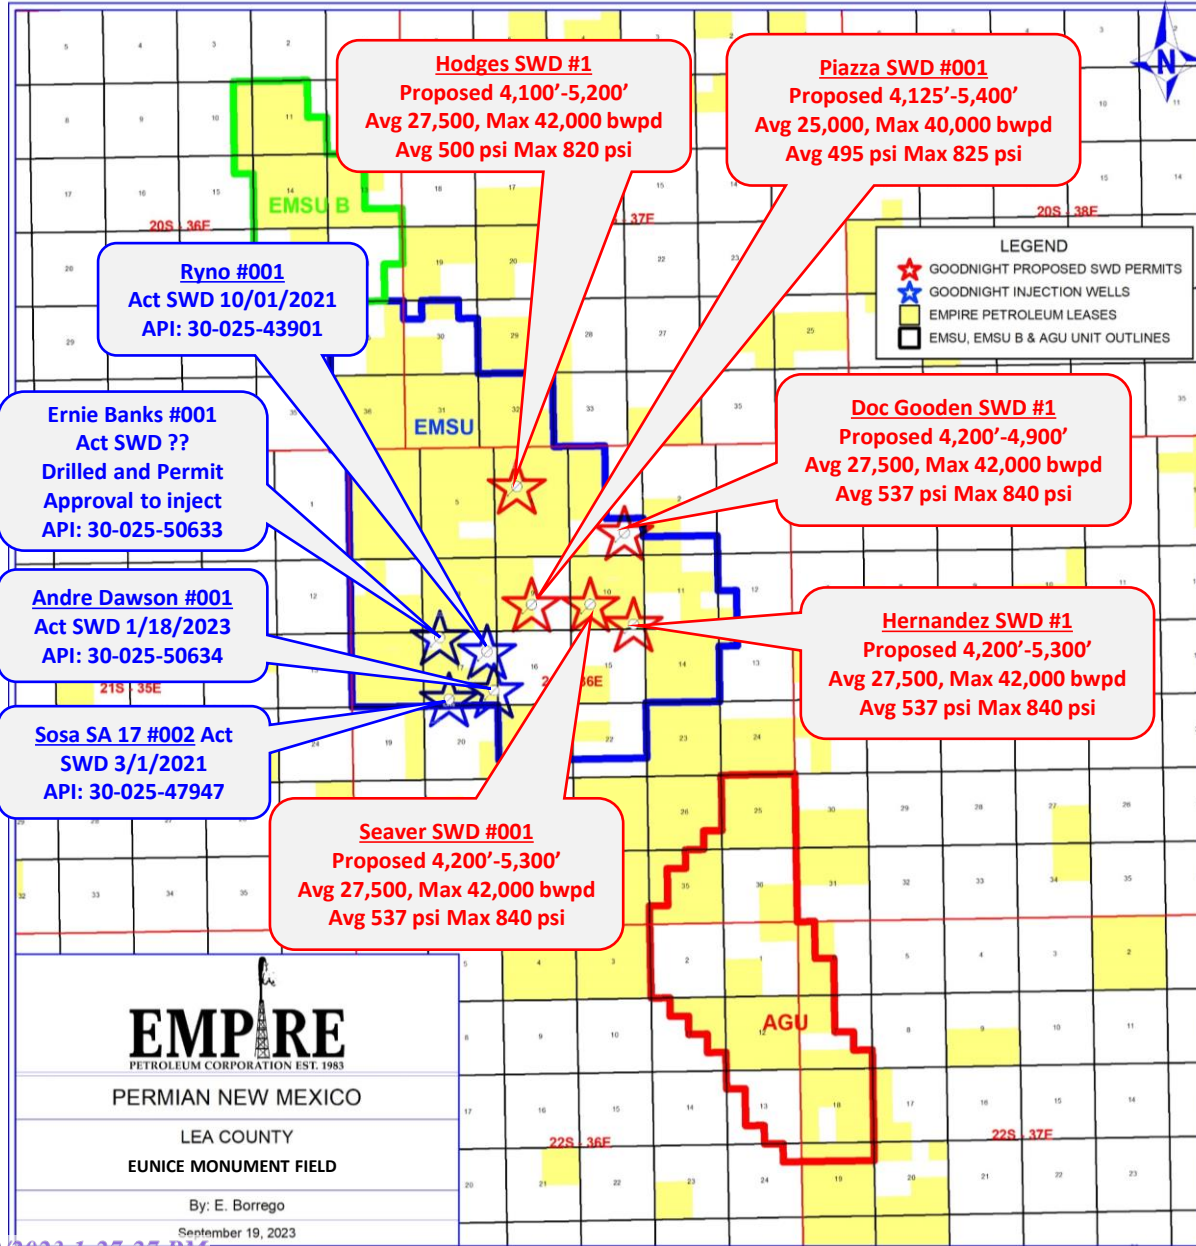 Hodges SWD #1
Proposed 4,100'-5,200'
Avg 27,500, Max 42,000 bwpd
Avg 500 psi Max 820 psi
Piazza SWD #001
Proposed 4,125'-5,400'
Avg 25,000, Max 40,000 bwpd
Avg 495 psi Max 825 psi
N
EMSU B
20S - 36E
37E
20S - 38E
Ryno #001
Act SWD 10/01/2021
API: 30-025-43901
LEGEND
GOODNIGHT PROPOSED SWD PERMITS
GOODNIGHT INJECTION WELLS
EMPIRE PETROLEUM LEASES
EMSU, EMSU B & AGU UNIT OUTLINES
Ernie Banks #001
Act SWD ??
Drilled and Permit
Approval to inject
API: 30-025-50633
EMSU
Doc Gooden SWD #1
Proposed 4,200'-4,900'
Avg 27,500, Max 42,000 bwpd
Avg 537 psi Max 840 psi
Andre Dawson #001
Act SWD 1/18/2023
API: 30-025-50634
Hernandez SWD #1
Proposed 4,200'-5,300'
Avg 27,500, Max 42,000 bwpd
Avg 537 psi Max 840 psi
21S - 35E
36E
Sosa SA 17 #002 Act
SWD 3/1/2021
API: 30-025-47947
Seaver SWD #001
Proposed 4,200'-5,300'
Avg 27,500, Max 42,000 bwpd
Avg 537 psi Max 840 psi
AGU
22S - 36E
22S - 37E
EMPIRE
PETROLEUM CORPORATION EST. 1983
PERMIAN NEW MEXICO
LEA COUNTY
EUNICE MONUMENT FIELD
By: E. Borrego
September 19, 2023